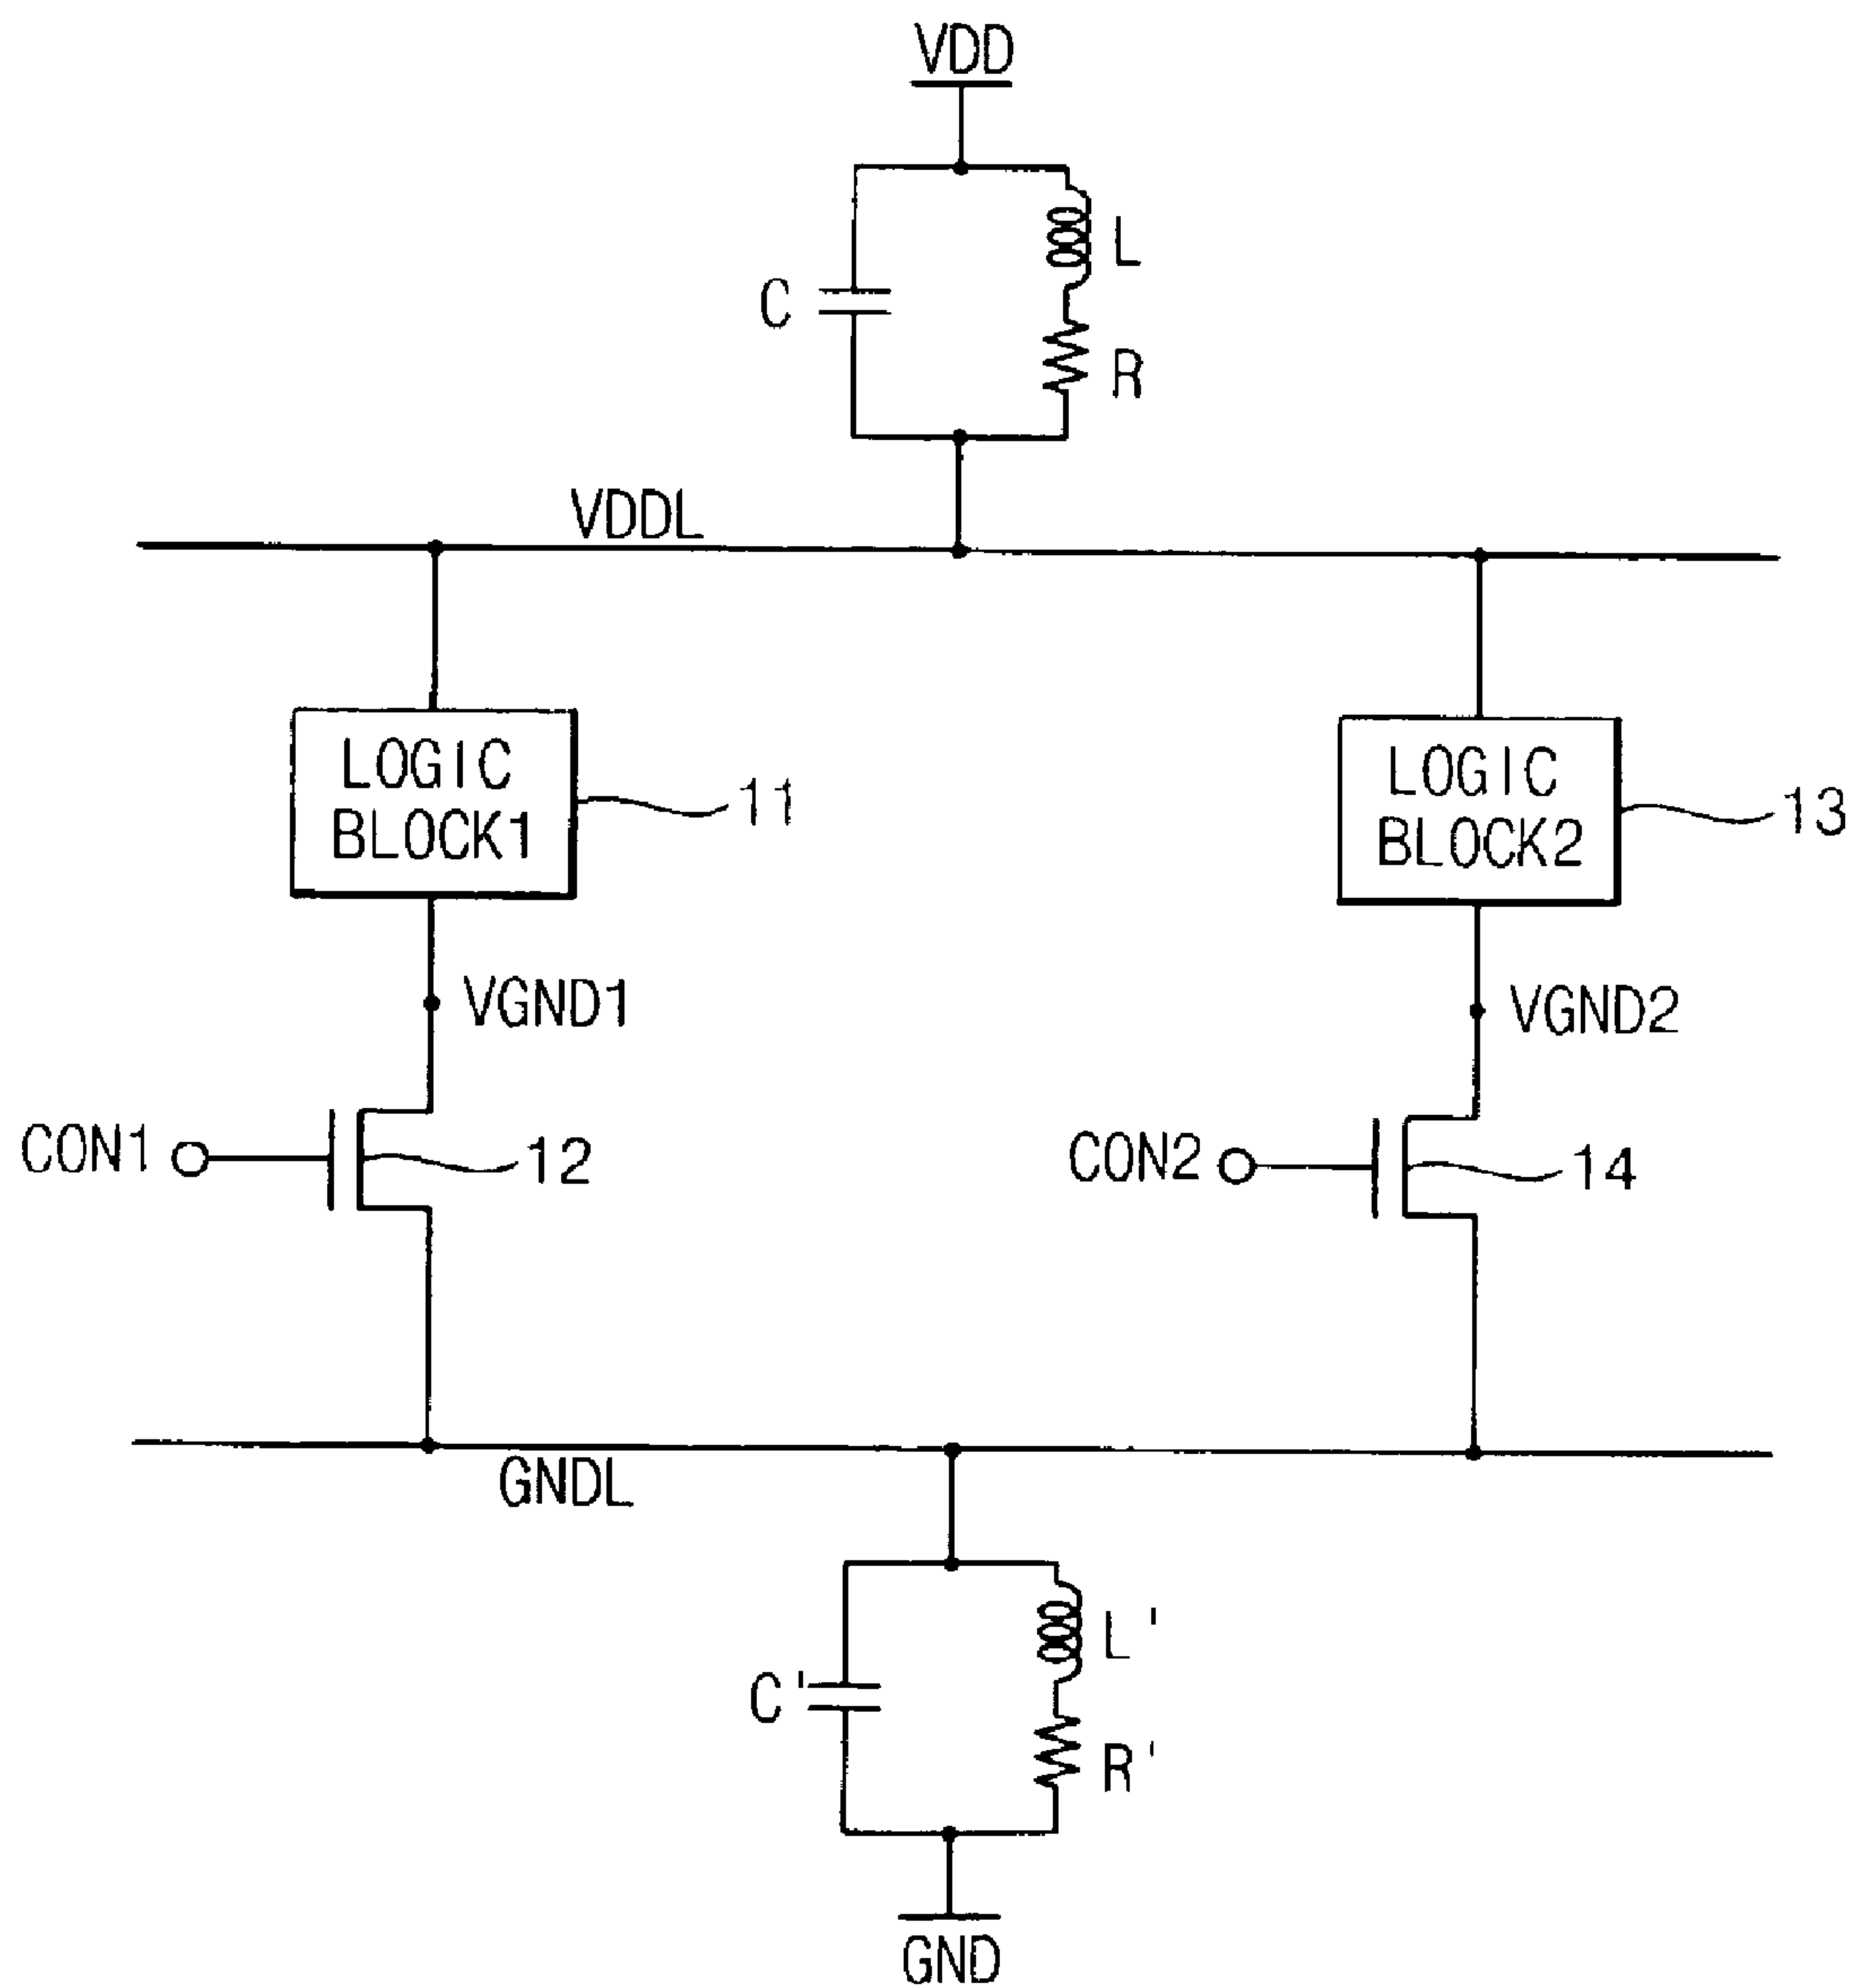 VDD
L
C
R
VDDL
LOGIC
BLOCK1
11
LOGIC
BLOCK2
13
VGND1
VGND2
CON1
12
CON2
14
GNDL
L'
C'
R'
GND